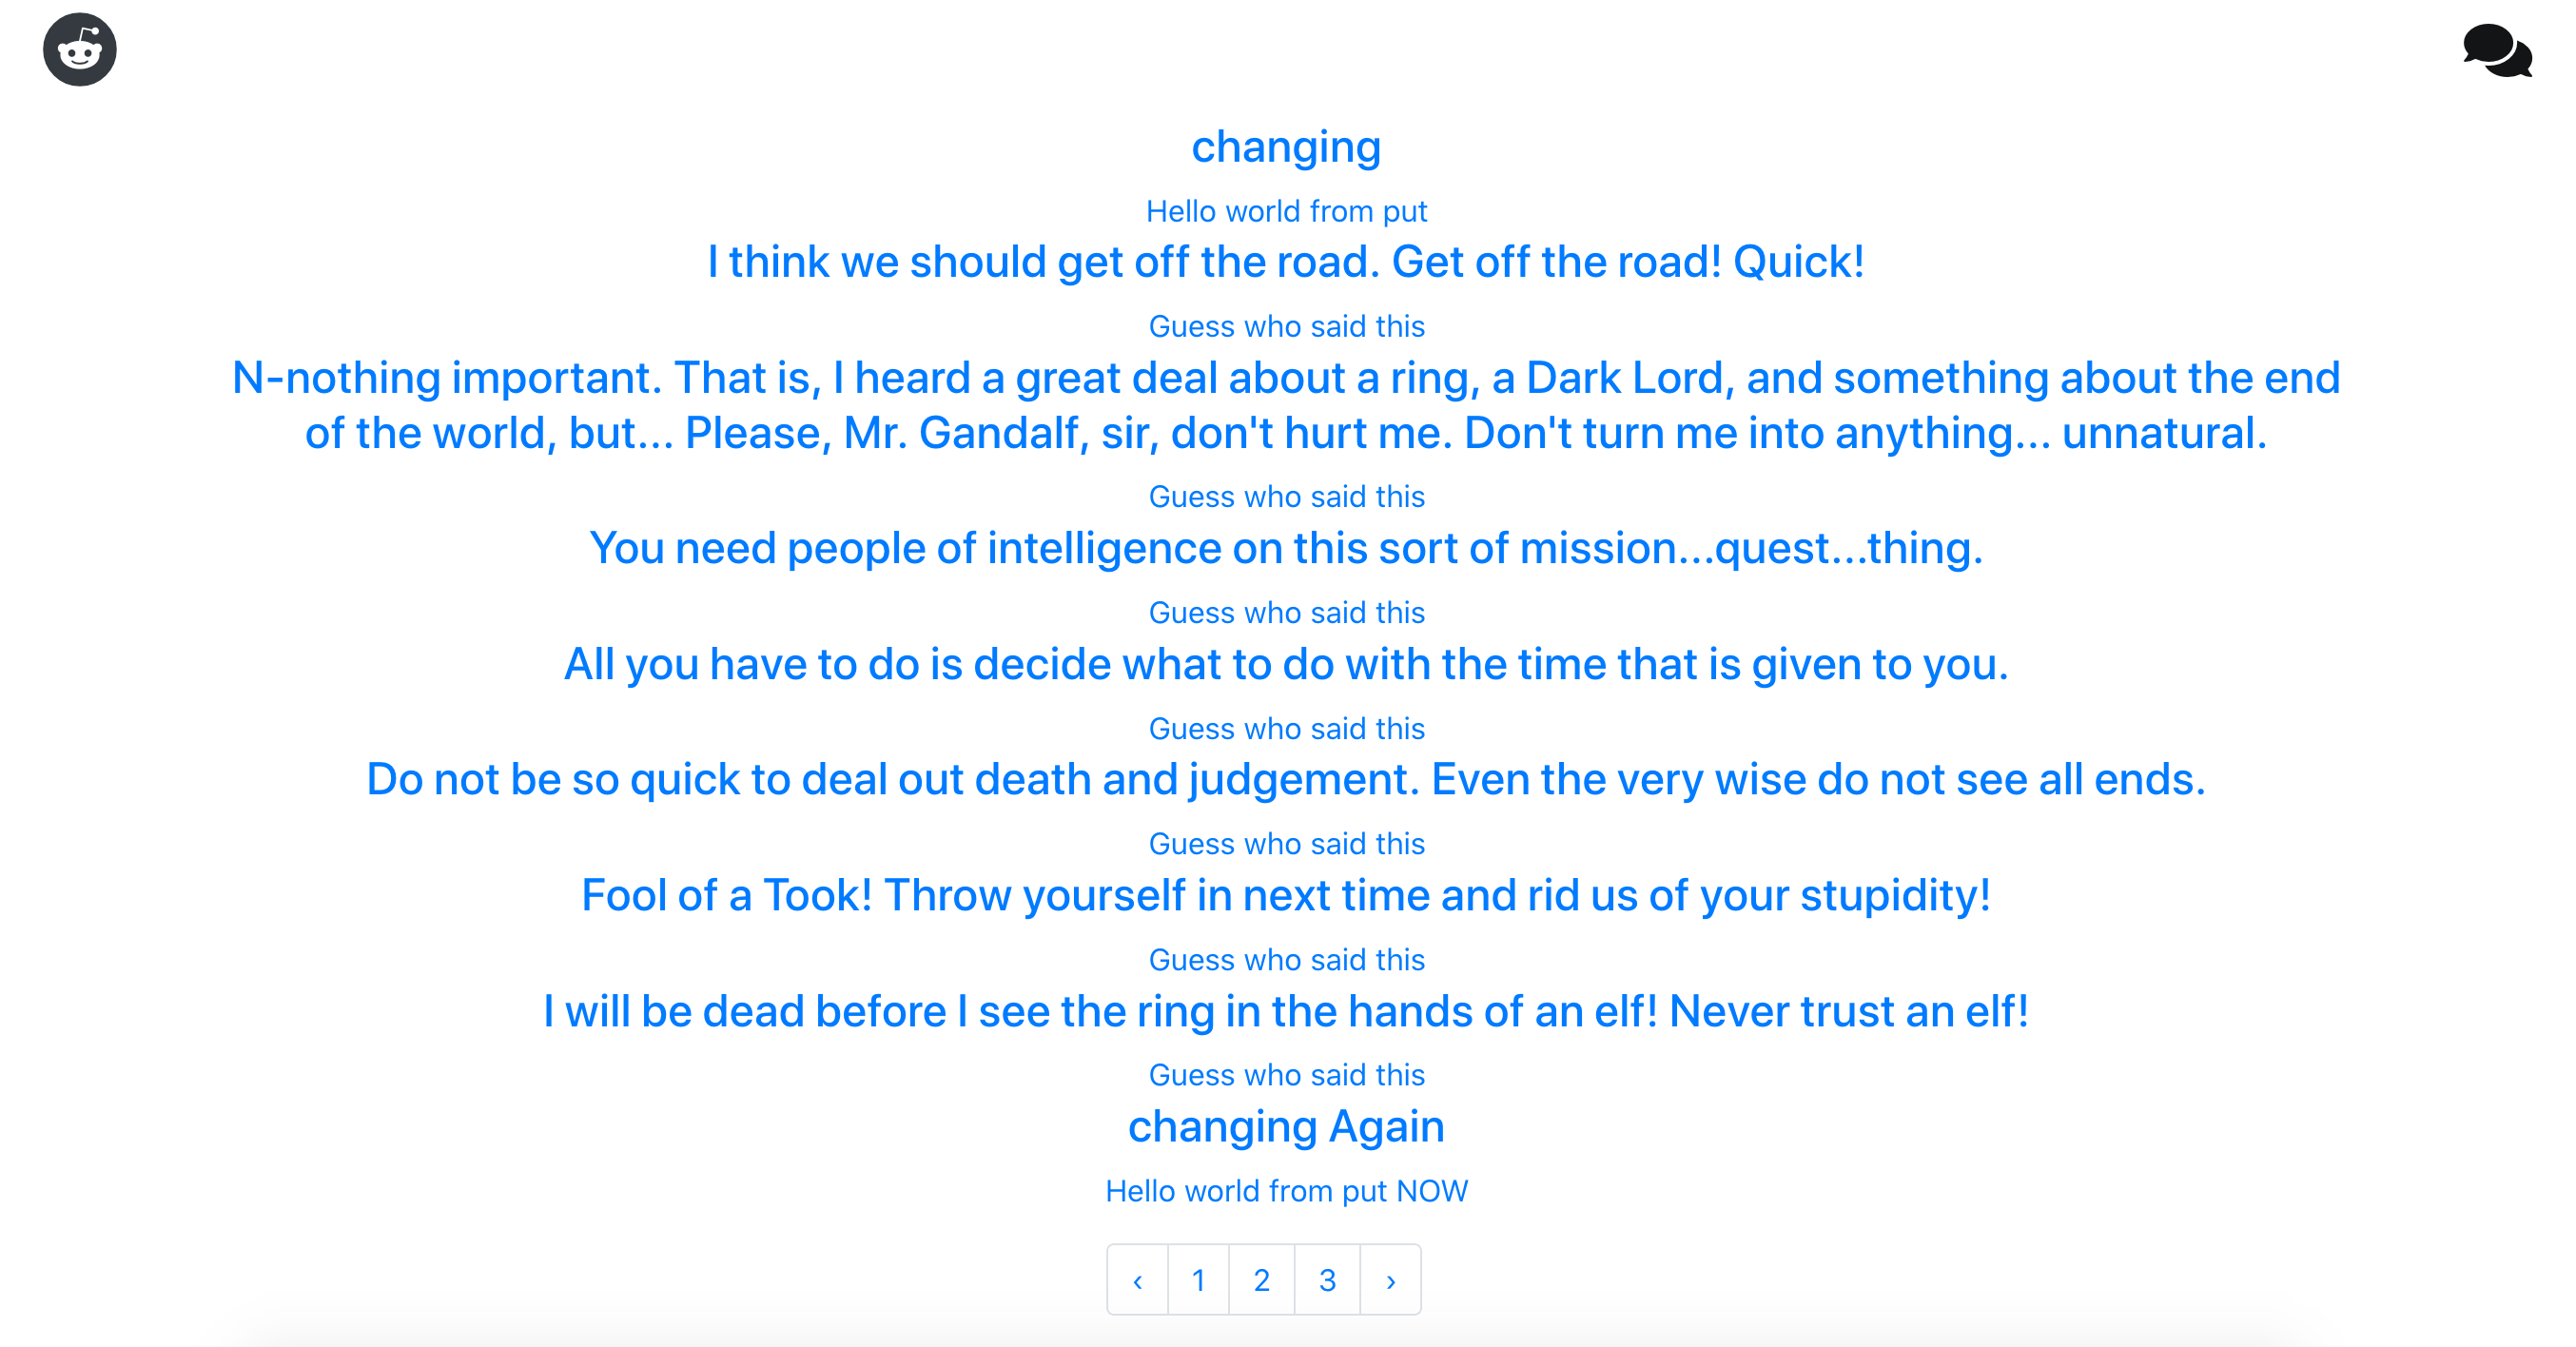 changing
Hello world from put
I think we should get off the road. Get off the road! Quick!
Guess who said this
N-nothing important. That is, I heard a great deal about a ring, a Dark Lord, and something about the end
of the world, but... Please, Mr. Gandalf, sir, don't hurt me. Don't turn me into anything... unnatural.
Guess who said this
You need people of intelligence on this sort of mission...quest...thing.
Guess who said this
All you have to do is decide what to do with the time that is given to you.
Guess who said this
Do not be so quick to deal out death and judgement. Even the very wise do not see all ends.
Guess who said this
Fool of a Took! Throw yourself in next time and rid us of your stupidity!
Guess who said this
I will be dead before I see the ring in the hands of an elf! Never trust an elf!
Guess who said this
changing Again
Hello world from put NOW
‹ 1 2 3 ›